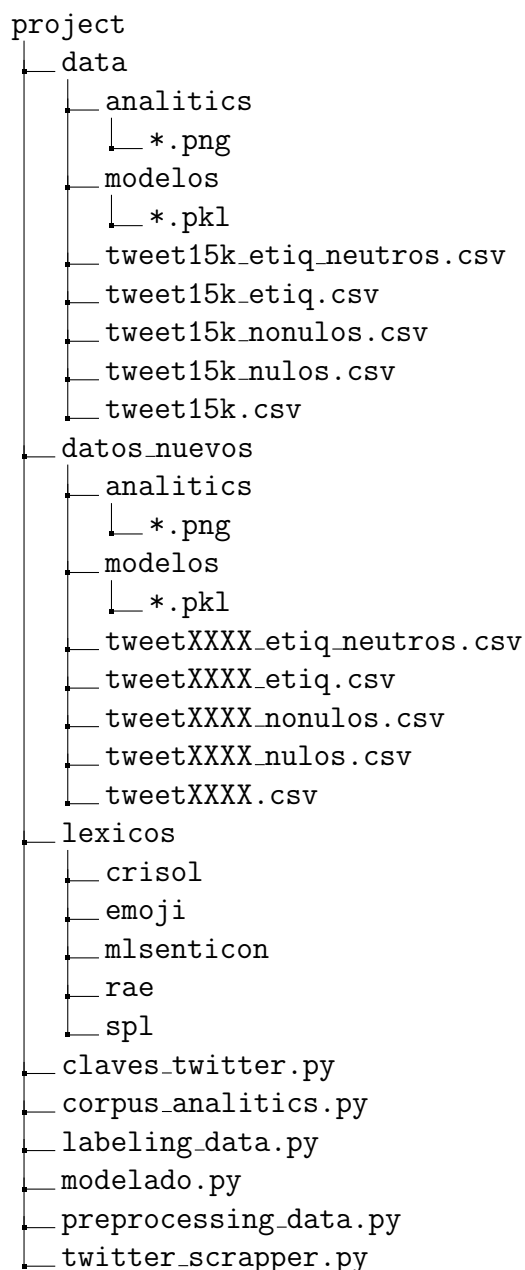 project
data
analitics
*.png
modelos
*.pkl
tweet15k_etiq_neutros.csv
tweet15k_etiq.csv
tweet15k_nonulos.csv
tweet15k_nulos.csv
tweet15k.csv
datos_nuevos
analitics
*.png
modelos
*.pkl
tweetXXXX_etiq_neutros.csv
tweetXXXX_etiq.csv
tweetXXXX_nonulos.csv
tweetXXXX_nulos.csv
tweetXXXX.csv
lexicos
crisol
emoji
mlsenticon
rae
spl
claves_twitter.py
corpus_analitics.py
labeling_data.py
modelado.py
preprocessing_data.py
twitter_scrapper.py